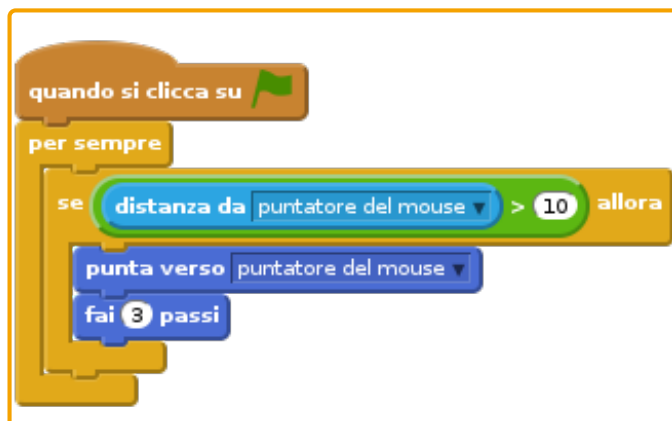 quando si clicca su
per sempre
se distanza da puntatore del mouse > 10 allora
punta verso puntatore del mouse
fai 3 passi